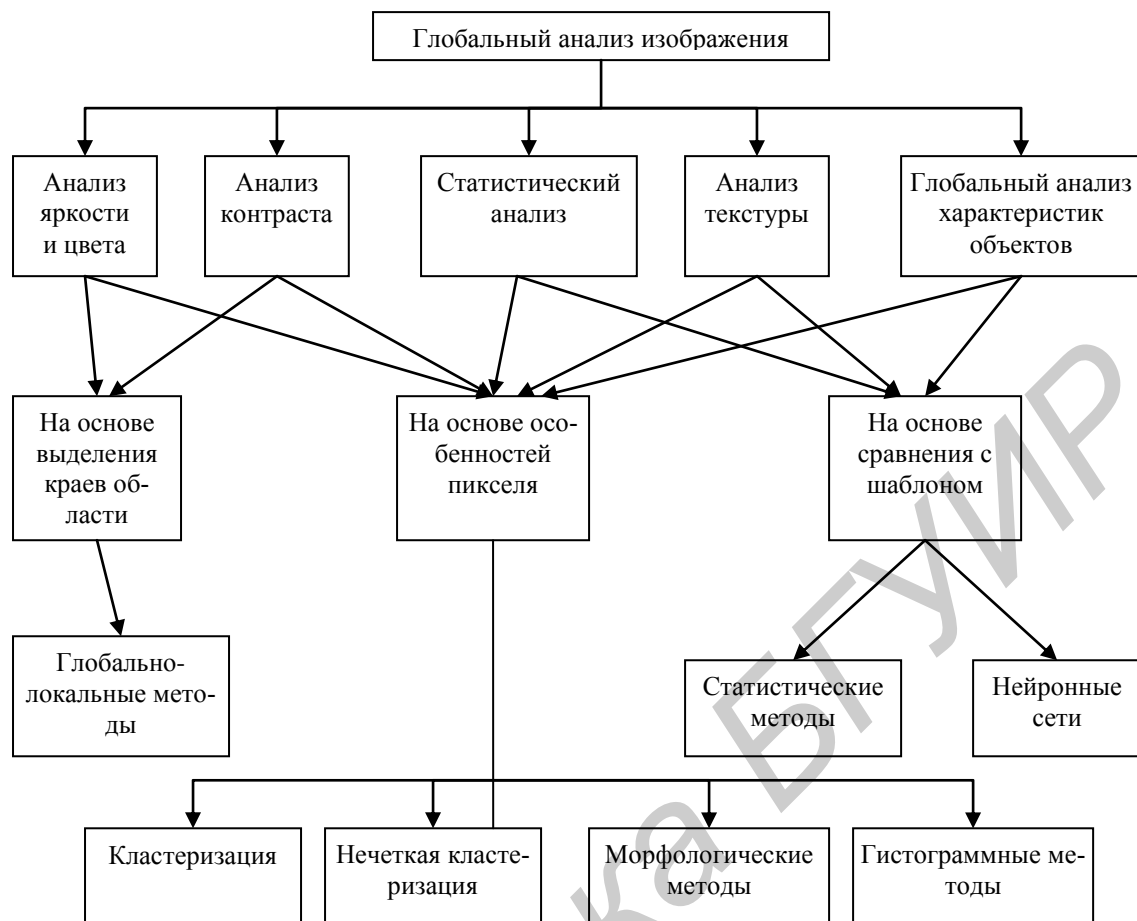 Глобальный анализ изображения
Анализ
яркости
и цвета
Анализ
контраста
Статистический
анализ
Анализ
текстуры
Глобальный анализ
характеристик
объектов
На основе
выделения
краев об-
ласти
На основе осо-
бенностей
пикселя
На основе
сравнения с
шаблоном
Глобально-
локальные мето-
ды
Статистические
методы
Нейронные
сети
Кластеризация
Нечеткая класте-
ризация
Морфологические
методы
Гистограммные ме-
тоды
ка БГУИР